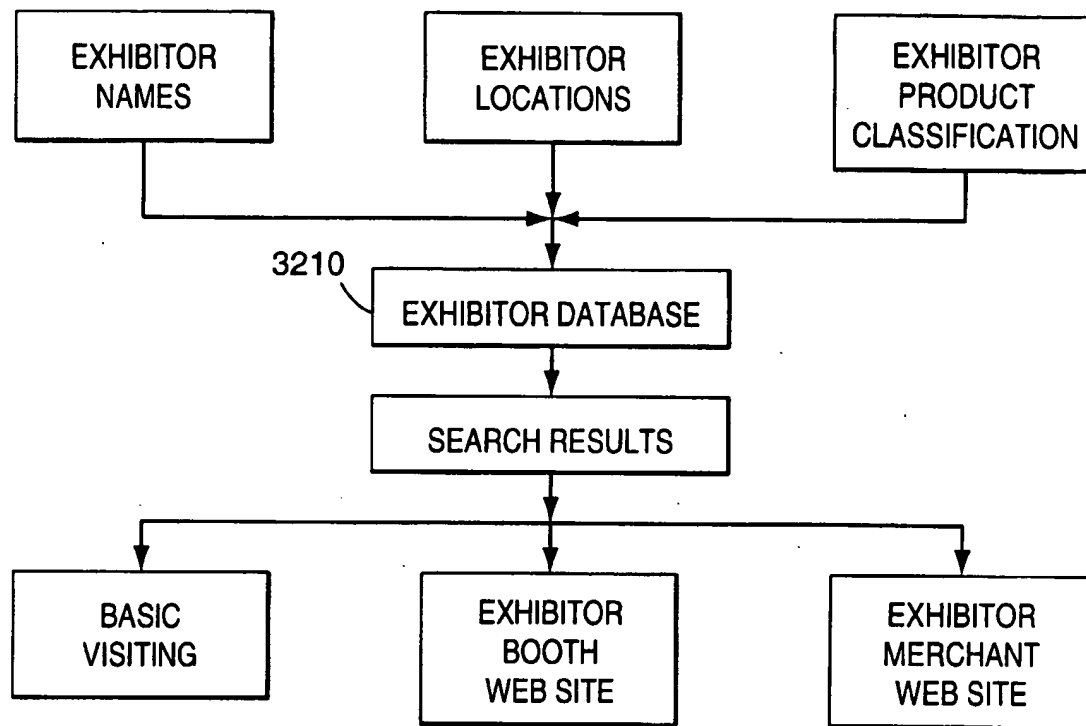 EXHIBITOR
NAMES
EXHIBITOR
LOCATIONS
EXHIBITOR
PRODUCT
CLASSIFICATION
3210
EXHIBITOR DATABASE
SEARCH RESULTS
BASIC
VISITING
EXHIBITOR
BOOTH
WEB SITE
EXHIBITOR
MERCHANT
WEB SITE